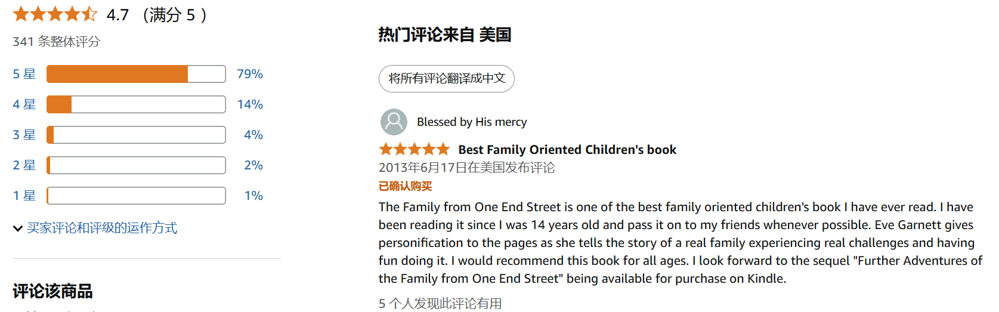 4.7 （满分 5 ）
341 条整体评分
5 星 79%
4 星 14%
3 星 4%
2 星 2%
1 星 1%
买家评论和评级的运作方式
评论该商品
热门评论来自 美国
将所有评论翻译成中文
Blessed by His mercy
Best Family Oriented Children's book
2013年6月17日在美国发布评论
已确认购买
The Family from One End Street is one of the best family oriented children's book I have ever read. I have
been reading it since I was 14 years old and pass it on to my friends whenever possible. Eve Garnett gives
personification to the pages as she tells the story of a real family experiencing real challenges and having
fun doing it. I would recommend this book for all ages. I look forward to the sequel "Further Adventures of
the Family from One End Street" being available for purchase on Kindle.
5 个人发现此评论有用